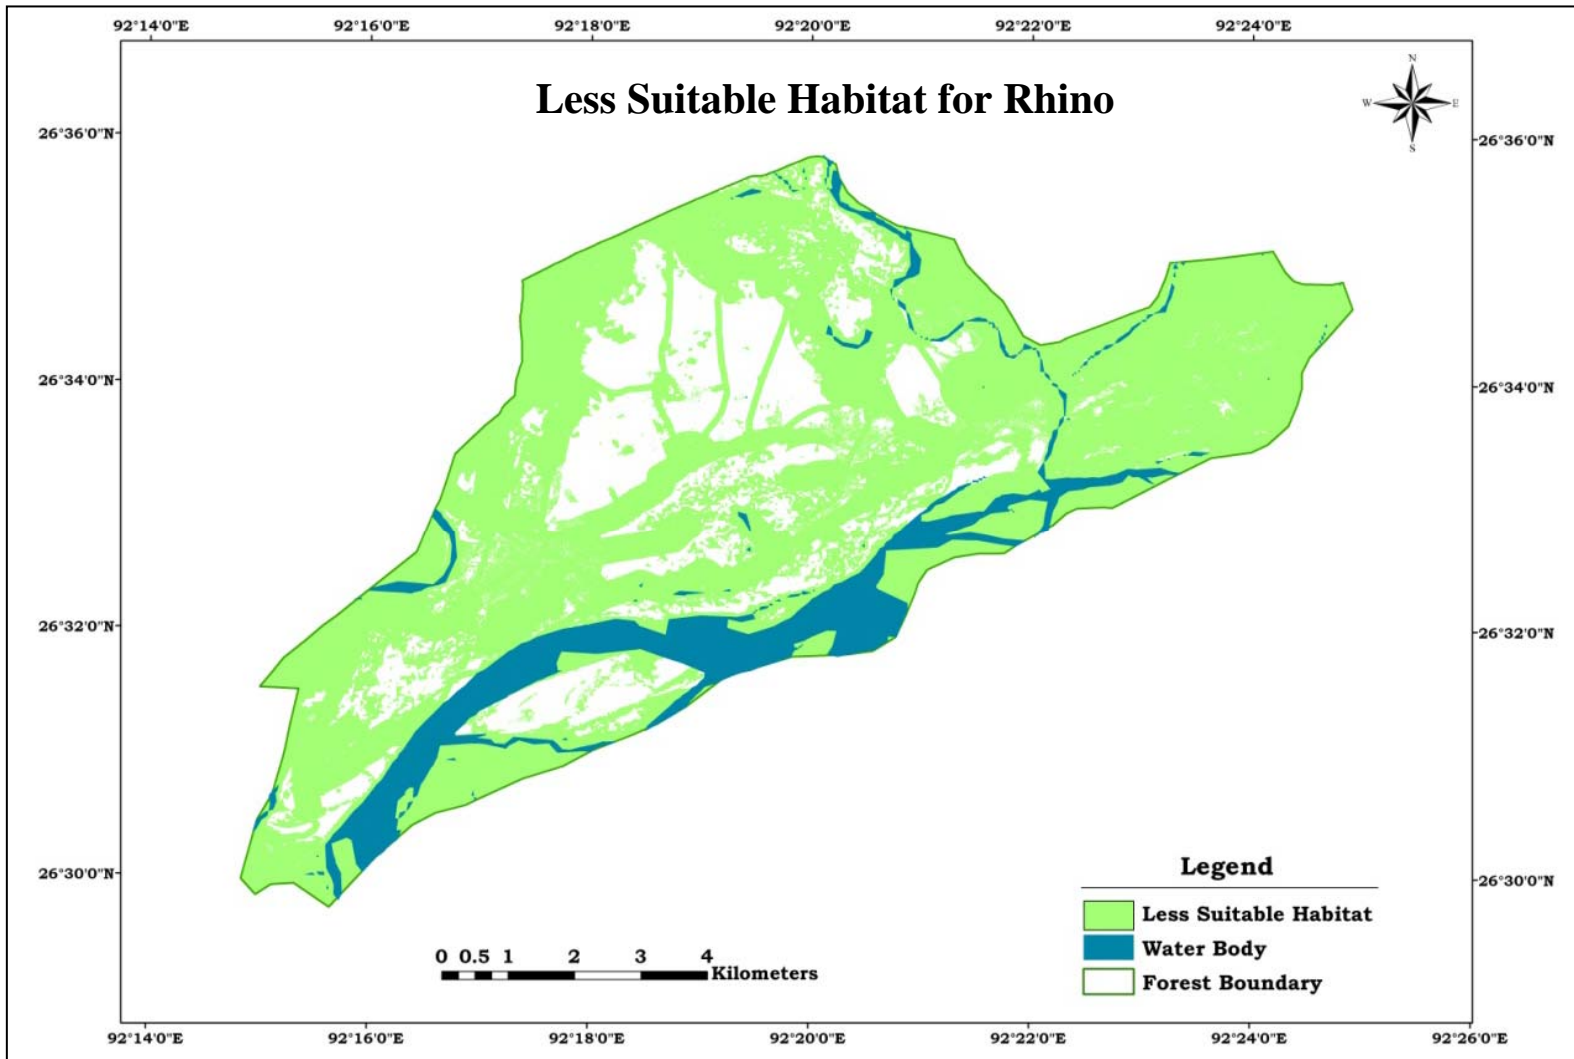 92°14'0"E 92°16'0"E 92°18'0"E 92°20'0"E 92°22'0"E 92°24'0"E
Less Suitable Habitat for Rhino
N
W E
S
26°36'0"N 26°36'0"N
26°34'0"N 26°34'0"N
26°32'0"N 26°32'0"N
26°30'0"N 26°30'0"N
Legend
Less Suitable Habitat
Water Body
Forest Boundary
0 0.5 1 2 3 4
Kilometers
92°14'0"E 92°16'0"E 92°18'0"E 92°20'0"E 92°22'0"E 92°24'0"E 92°26'0"E